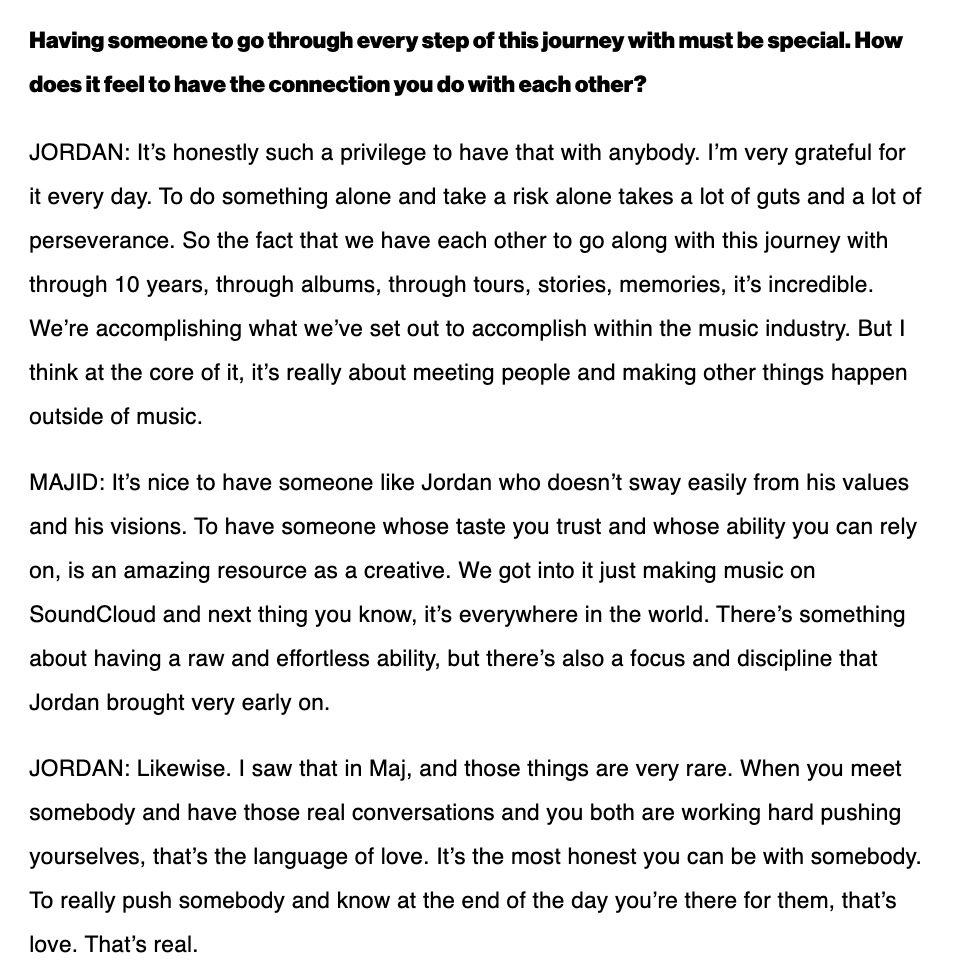 Having someone to go through every step of this journey with must be special. How
does it feel to have the connection you do with each other?
JORDAN: It’s honestly such a privilege to have that with anybody. I’m very grateful for
it every day. To do something alone and take a risk alone takes a lot of guts and a lot of
perseverance. So the fact that we have each other to go along with this journey with
through 10 years, through albums, through tours, stories, memories, it’s incredible.
We’re accomplishing what we’ve set out to accomplish within the music industry. But I
think at the core of it, it’s really about meeting people and making other things happen
outside of music.
MAJID: It’s nice to have someone like Jordan who doesn’t sway easily from his values
and his visions. To have someone whose taste you trust and whose ability you can rely
on, is an amazing resource as a creative. We got into it just making music on
SoundCloud and next thing you know, it’s everywhere in the world. There’s something
about having a raw and effortless ability, but there’s also a focus and discipline that
Jordan brought very early on.
JORDAN: Likewise. I saw that in Maj, and those things are very rare. When you meet
somebody and have those real conversations and you both are working hard pushing
yourselves, that’s the language of love. It’s the most honest you can be with somebody.
To really push somebody and know at the end of the day you’re there for them, that’s
love. That’s real.